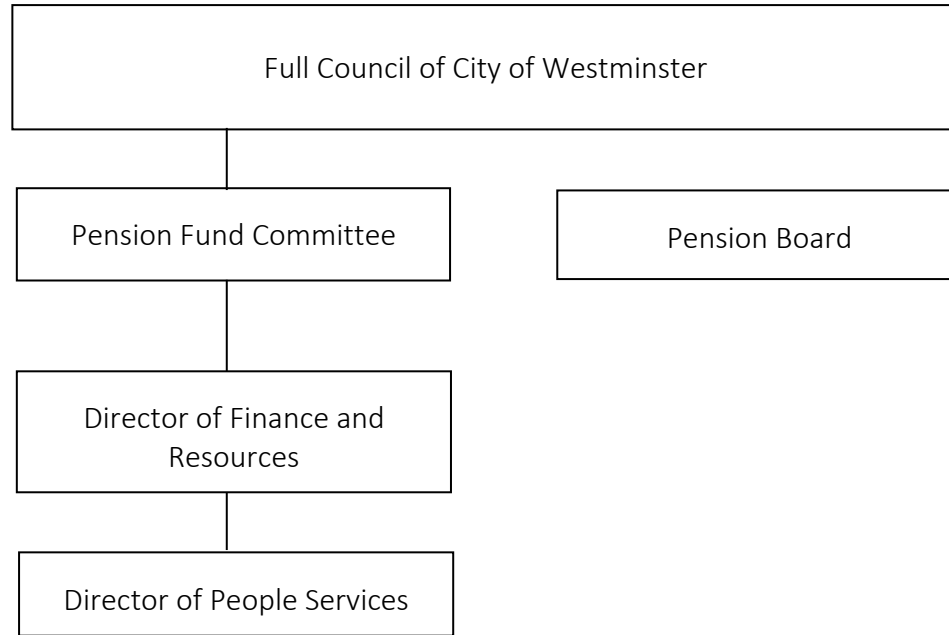 Full Council of City of Westminster
Pension Fund Committee
Pension Board
Director of Finance and
Resources
Director of People Services